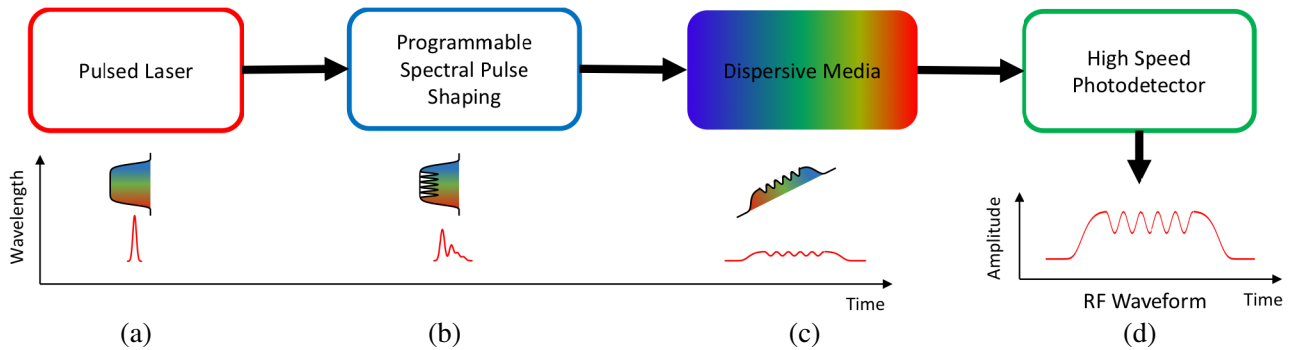 Pulsed Laser
Programmable
Spectral Pulse
Shaping
Dispersive Media
High Speed
Photodetector
Wavelength
Time
Amplitude
RF Waveform
Time
(a)
(b)
(c)
(d)